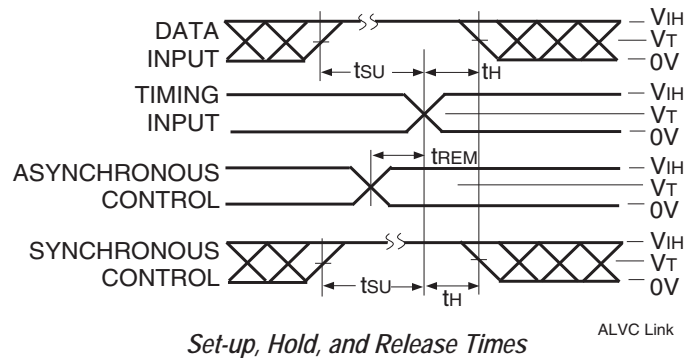 DATA
INPUT
VIH
VT
0V
tSU
tH
TIMING
INPUT
VIH
VT
0V
tREM
ASYNCHRONOUS
CONTROL
VIH
VT
0V
SYNCHRONOUS
CONTROL
VIH
VT
0V
tSU
tH
ALVC Link
Set-up, Hold, and Release Times